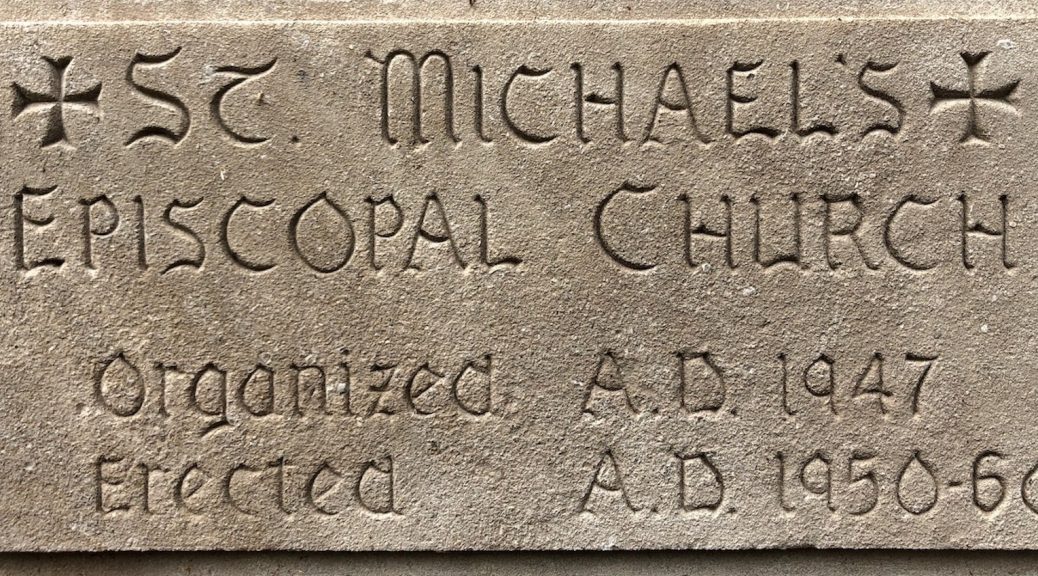 ✠ St. Michael's ✠
Episcopal Church
Organized A.D. 1947
Erected A.D. 1950-6